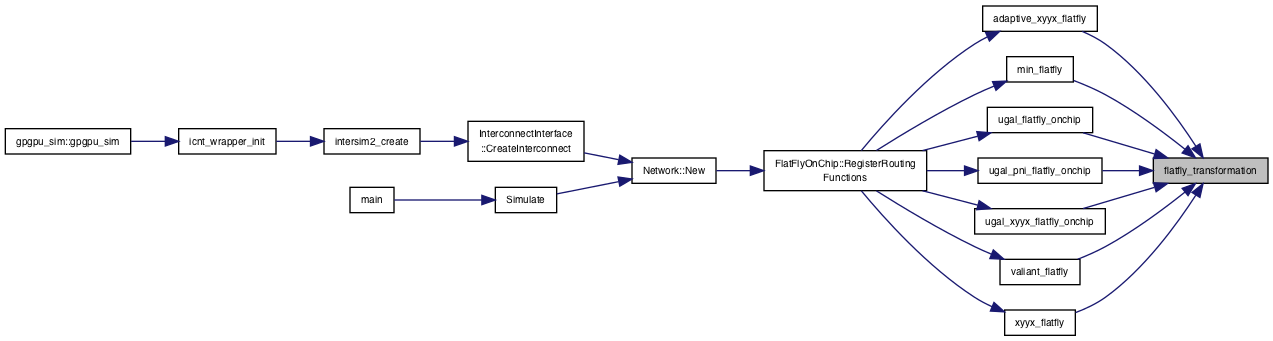 gpgpu_sim::gpgpu_sim
icnt_wrapper_init
intersim2_create
InterconnectInterface
::CreateInterconnect
main
Simulate
Network::New
FlatFlyOnChip::RegisterRouting
Functions
adaptive_xyyx_flatfly
min_flatfly
ugal_flatfly_onchip
ugal_pni_flatfly_onchip
ugal_xyyx_flatfly_onchip
valiant_flatfly
xyyx_flatfly
flatfly_transformation